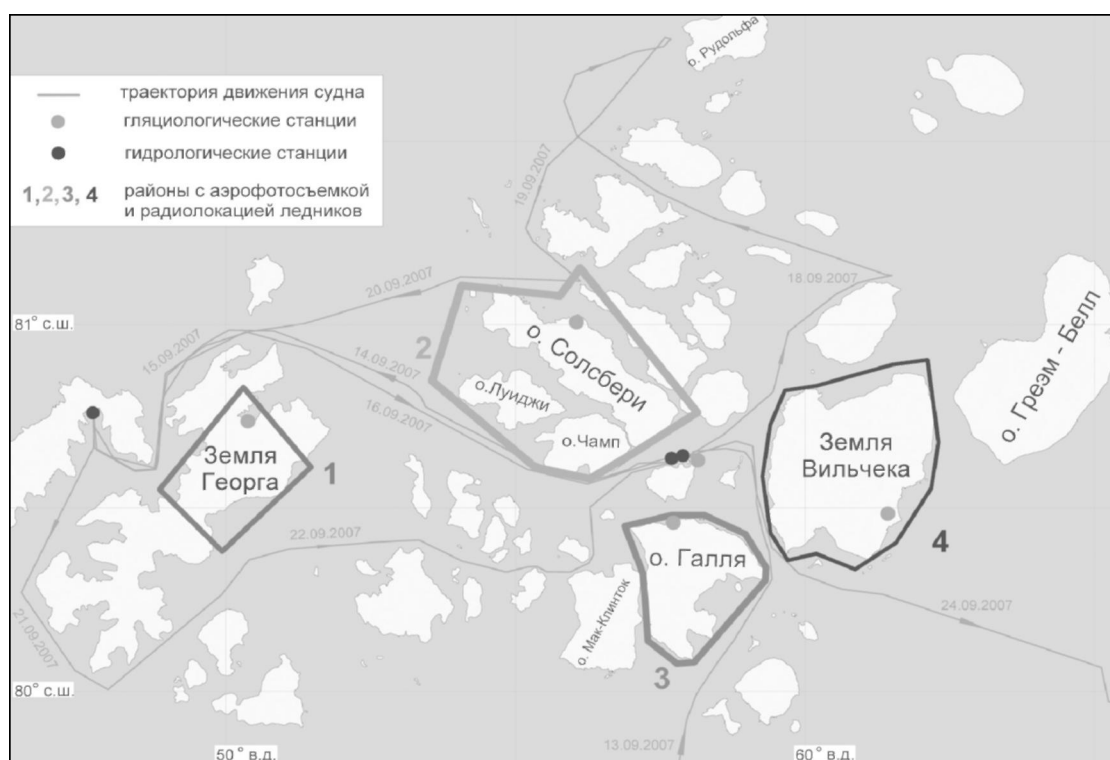 о. Рудольфа
траектория движения судна
гляциологические станции
гидрологические станции
1, 2, 3, 4 районы с аэрофотосъемкой
и радиолокацией ледников
19.09.2007
18.09.2007
20.09.2007
81° с.ш.
15.09.2007
14.09.2007
16.09.2007
2
о. Солсбери
о.Луиджи
о.Чамп
о. Грезм - Белл
Земля
Георга
1
Земля
Вильчека
4
22.09.2007
о. Галля
о. Мак-Клинток
3
21.09.2007
24.09.2007
80° с.ш.
50° в.д.
60° в.д.
13.09.2007